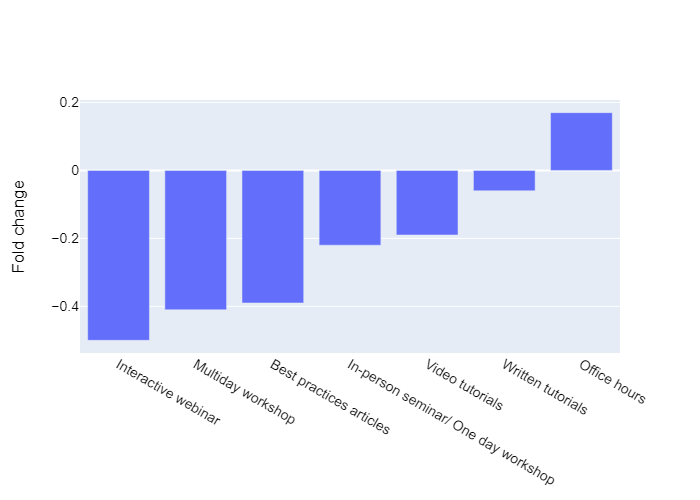 0.2
0
−0.2
−0.4
Fold change
Interactive webinar
Multiday workshop
Best practices articles
In-person seminar/ One day workshop
Video tutorials
Written tutorials
Office hours